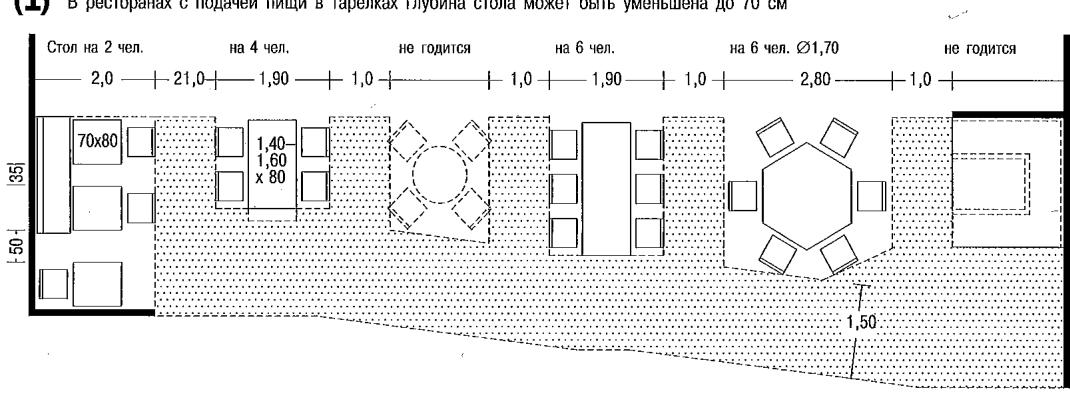 (1) В ресторанах с подачей пищи в тарелках глубина стола может быть уменьшена до 70 см
Стол на 2 чел. на 4 чел. не годится на 6 чел. на 6 чел. Ø1,70 не годится
2,0 21,0 1,90 1,0 1,0 1,90 1,0 2,80 1,0
70x80
1,40–
1,60
x 80
35
50
1,50